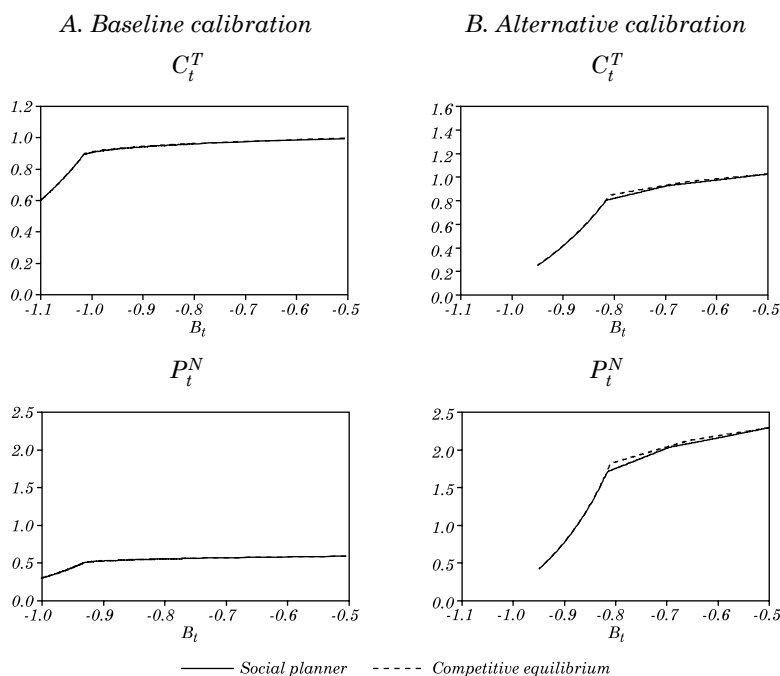 A. Baseline calibration
B. Alternative calibration
C_t^T
C_t^T
1.2
1.0
0.8
0.6
0.4
0.2
0.0
-1.1 -1.0 -0.9 -0.8 -0.7 -0.6 -0.5
B_t
1.6
1.4
1.2
1.0
0.8
0.6
0.4
0.2
0.0
-1.1 -1.0 -0.9 -0.8 -0.7 -0.6 -0.5
B_t
P_t^N
P_t^N
2.5
2.0
1.5
1.0
0.5
0.0
-1.0 -0.9 -0.8 -0.7 -0.6 -0.5
B_t
2.5
2.0
1.5
1.0
0.5
0.0
-1.1 -1.0 -0.9 -0.8 -0.7 -0.6 -0.5
B_t
Social planner
Competitive equilibrium